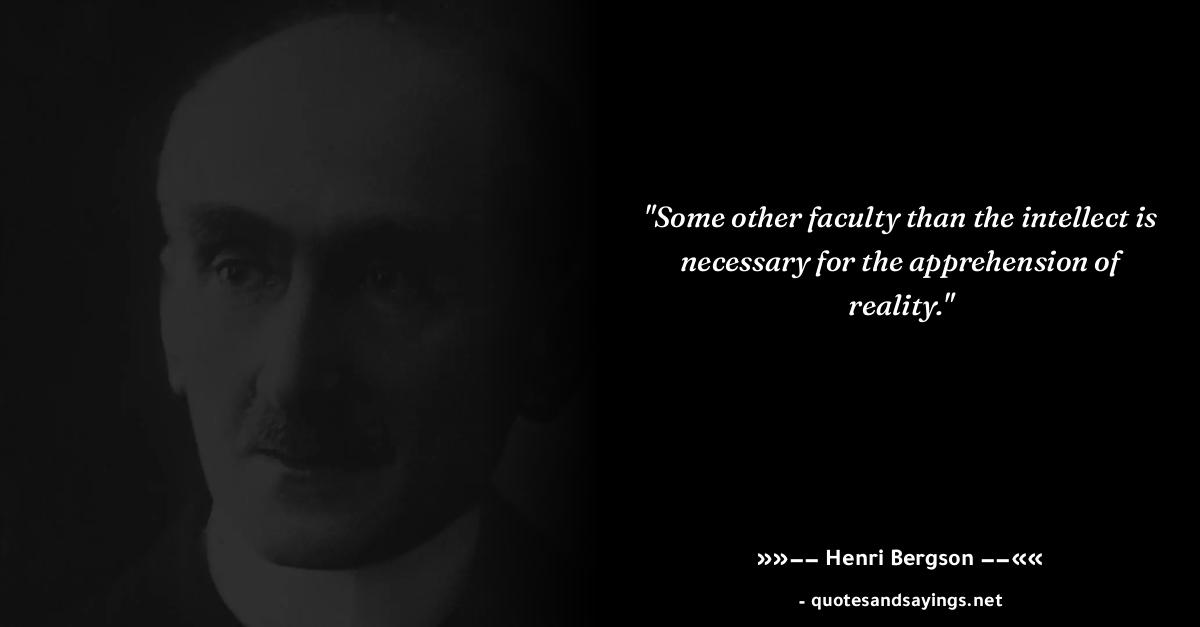 "Some other faculty than the intellect is
necessary for the apprehension of
reality."
»»−− Henri Bergson −−««
- quotesandsayings.net